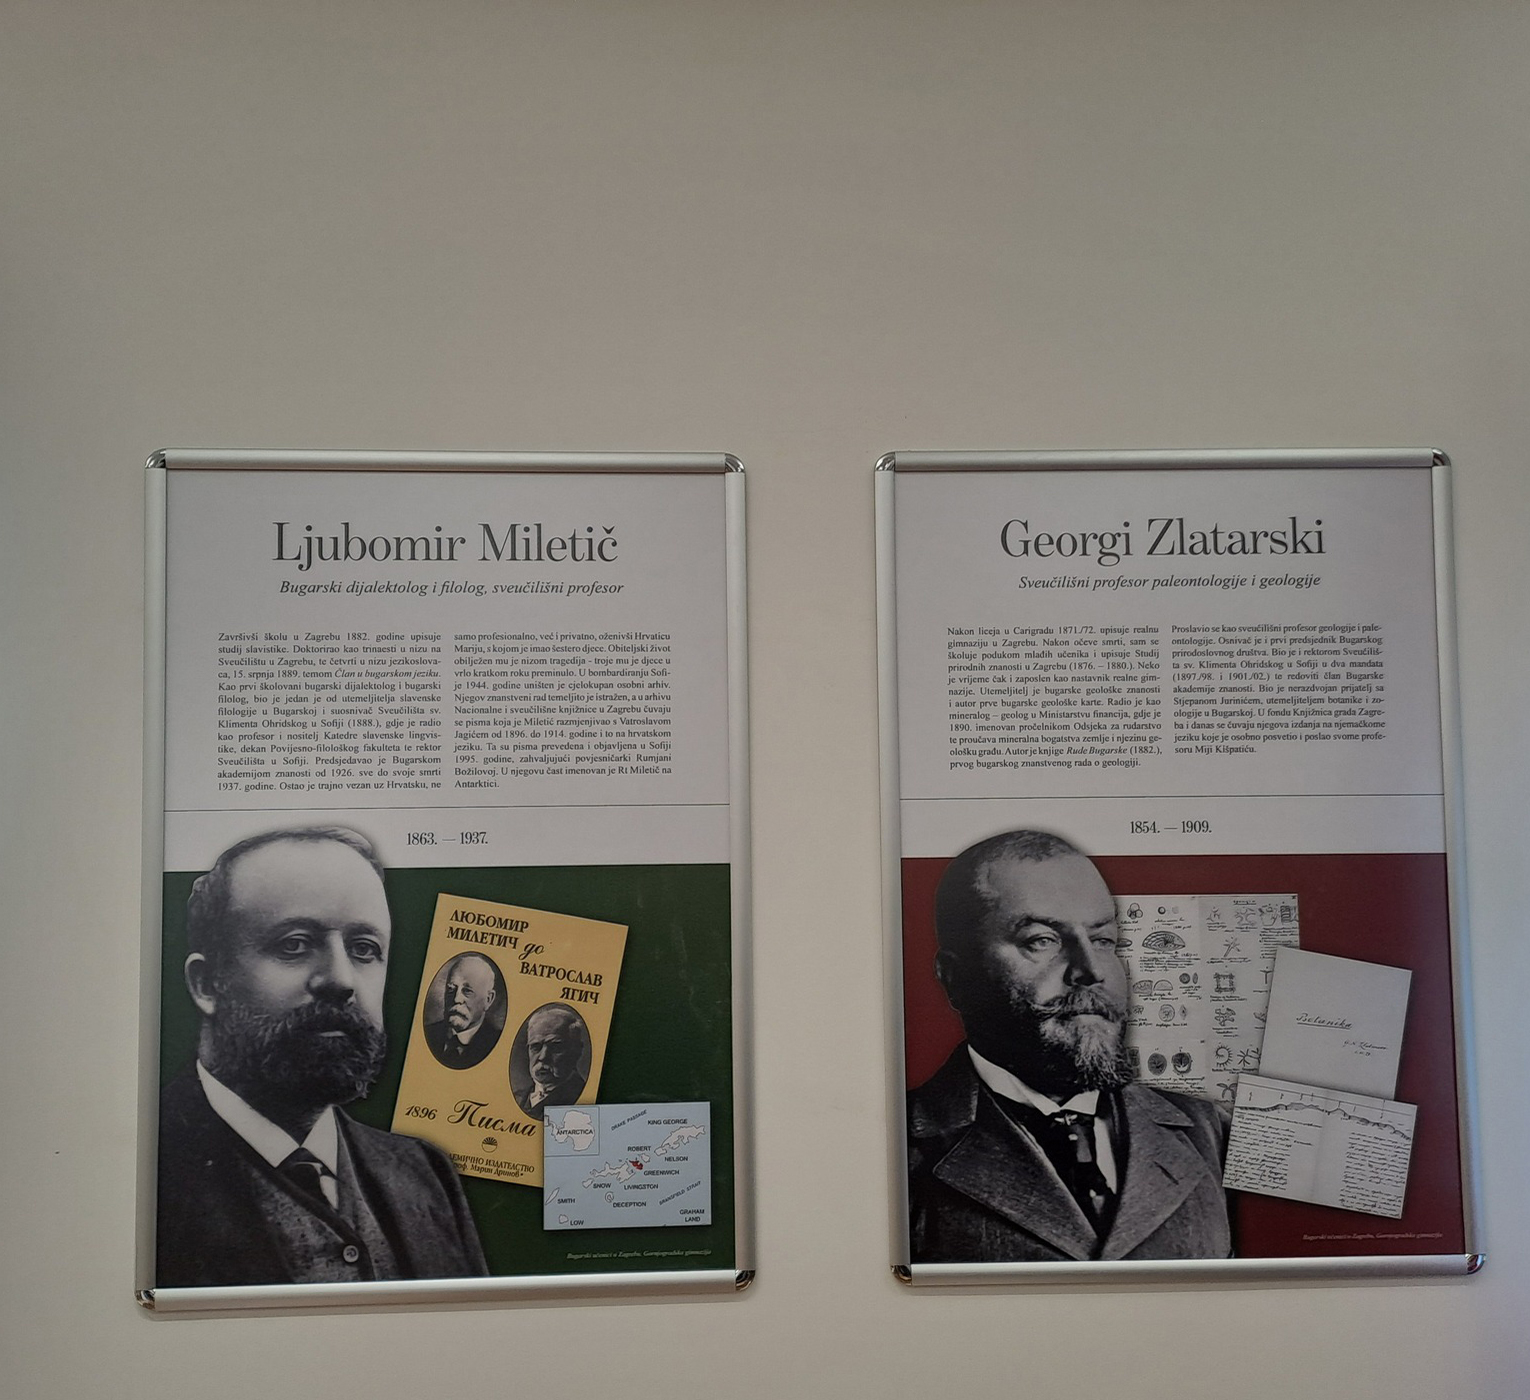 Ljubomir Miletič
Bugarski dijalektolog i filolog, sveučilišni profesor
Završivši školu u Zagrebu 1882. godine upisuje
studij slavistike. Doktorirao kao trinaesti u nizu na
Sveučilištu u Zagrebu, te četvrti u nizu jezikoslova-
ca, 15. srpnja 1889. temom Član u bugarskom jeziku.
Kao prvi školovani bugarski dijalektolog i bugarski
filolog, bio je jedan je od utemeljitelja slavenske
filologije u Bugarskoj i suosnivač Sveučilišta sv.
Klimenta Ohridskog u Sofiji (1888.), gdje je radio
kao profesor i nositelj Katedre slavenske lingvis-
tike, dekan Povijesno-filološkog fakulteta te rektor
Sveučilišta u Sofiji. Predsjedavao je Bugarskom
akademijom znanosti od 1926. sve do svoje smrti
1937. godine. Ostao je trajno vezan uz Hrvatsku, ne
samo profesionalno, već i privatno, oženivši Hrvaticu
Mariju, s kojom je imao šestero djece. Obiteljski život
obilježen mu je nizom tragedija - troje mu je djece u
vrlo kratkom roku preminulo. U bombardiranju Sofi-
je 1944. godine uništen je cjelokupan osobni arhiv.
Njegov znanstveni rad temeljito je istražen, a u arhivu
Nacionalne i sveučilišne knjižnice u Zagrebu čuvaju
se pisma koja je Miletić razmjenjivao s Vatroslavom
Jagićem od 1896. do 1914. godine i to na hrvatskom
jeziku. Ta su pisma prevedena i objavljena u Sofiji
1995. godine, zahvaljujući povjesničarki Rumjani
Božilovoj. U njegovu čast imenovan je Rt Miletič na
Antarktici.
1863. — 1937.
ЛЮБОМИР
МИЛЕТИЧ до
ВАТРОСЛАВ
ЯГИЧ
1896 Писма
ANTARCTICA
DRAKE PASSAGE
KING GEORGE
ROBERT
NELSON
GREENWICH
SNOW
LIVINGSTON
SMITH
DECEPTION
BRANSFIELD STRAIT
LOW
GRAHAM
LAND
Bugarski učenici u Zagrebu, Gornjogradska gimnazija
Georgi Zlatarski
Sveučilišni profesor paleontologije i geologije
Nakon liceja u Carigradu 1871./72. upisuje realnu
gimnaziju u Zagrebu. Nakon očeve smrti, sam se
školuje podukom mlađih učenika i upisuje Studij
prirodnih znanosti u Zagrebu (1876. – 1880.). Neko
je vrijeme čak i zaposlen kao nastavnik realne gim-
nazije. Utemeljitelj je bugarske geološke znanosti
i autor prve bugarske geološke karte. Radio je kao
mineralog – geolog u Ministarstvu financija, gdje je
1890. imenovan pročelnikom Odsjeka za rudarstvo
te proučava mineralna bogatstva zemlje i njezinu ge-
ološku građu. Autor je knjige Rude Bugarske (1882.),
prvog bugarskog znanstvenog rada o geologiji.
Proslavio se kao sveučilišni profesor geologije i pale-
ontologije. Osnivač je i prvi predsjednik Bugarskog
prirodoslovnog društva. Bio je i rektorom Sveučiliš-
ta sv. Klimenta Ohridskog u Sofiji u dva mandata
(1897./98. i 1901./02.) te redoviti član Bugarske
akademije znanosti. Bio je nerazdvojan prijatelj sa
Stjepanom Jurinićem, utemeljiteljem botanike i zo-
ologije u Bugarskoj. U fondu Knjižnica grada Zagre-
ba i danas se čuvaju njegova izdanja na njemačkome
jeziku koje je osobno posvetio i poslao svome profe-
soru Miji Kišpatiću.
1854. — 1909.
Botanika
Bugarski učenici u Zagrebu, Gornjogradska gimnazija